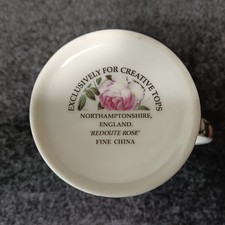 EXCLUSIVELY FOR CREATIVE TOPS
NORTHAMPTONSHIRE,
ENGLAND.
'REDOUTE ROSE'
FINE CHINA